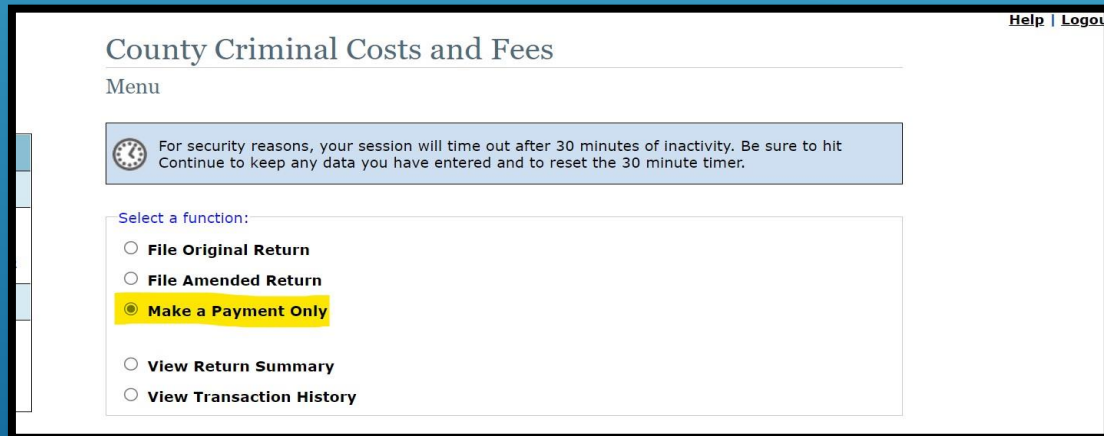 Help | Logou
County Criminal Costs and Fees
Menu
For security reasons, your session will time out after 30 minutes of inactivity. Be sure to hit
Continue to keep any data you have entered and to reset the 30 minute timer.
Select a function:
File Original Return
File Amended Return
Make a Payment Only
View Return Summary
View Transaction History